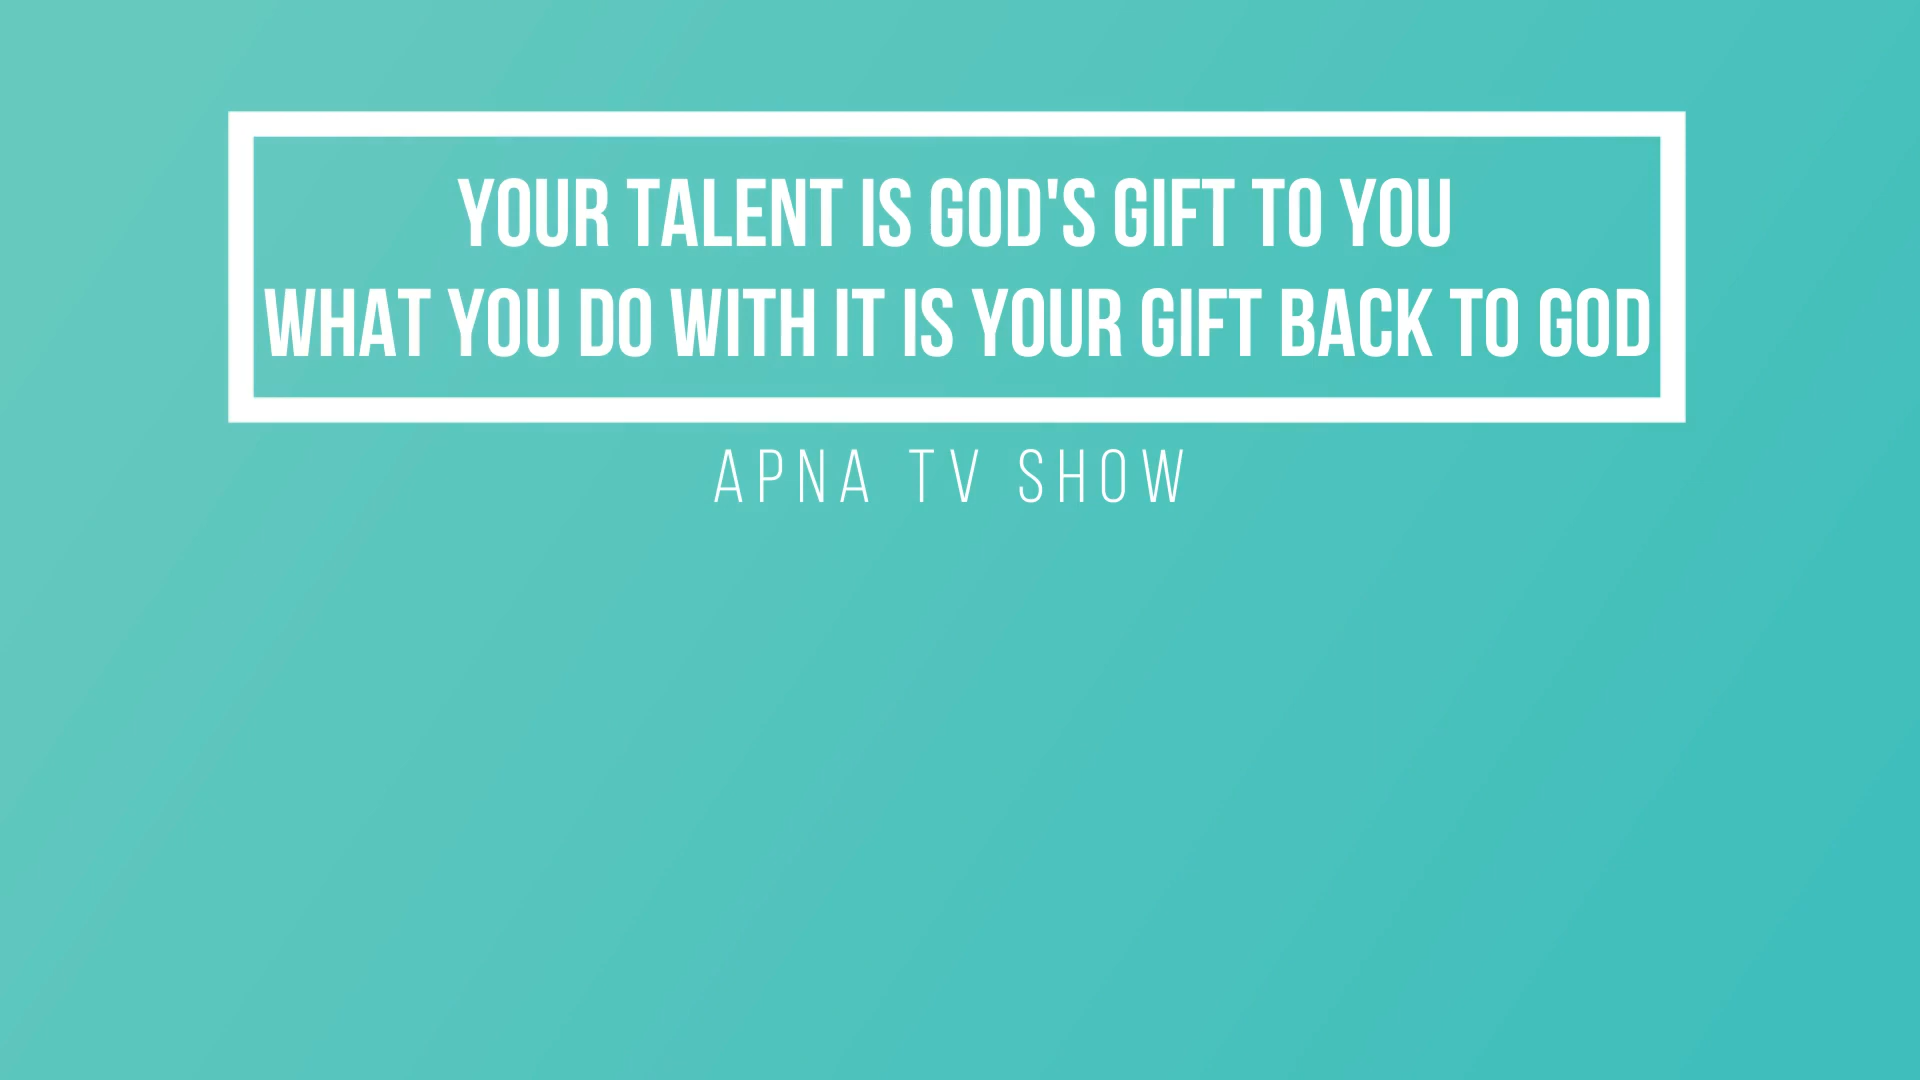 YOUR TALENT IS GOD'S GIFT TO YOU
WHAT YOU DO WITH IT IS YOUR GIFT BACK TO GOD
APNA TV SHOW